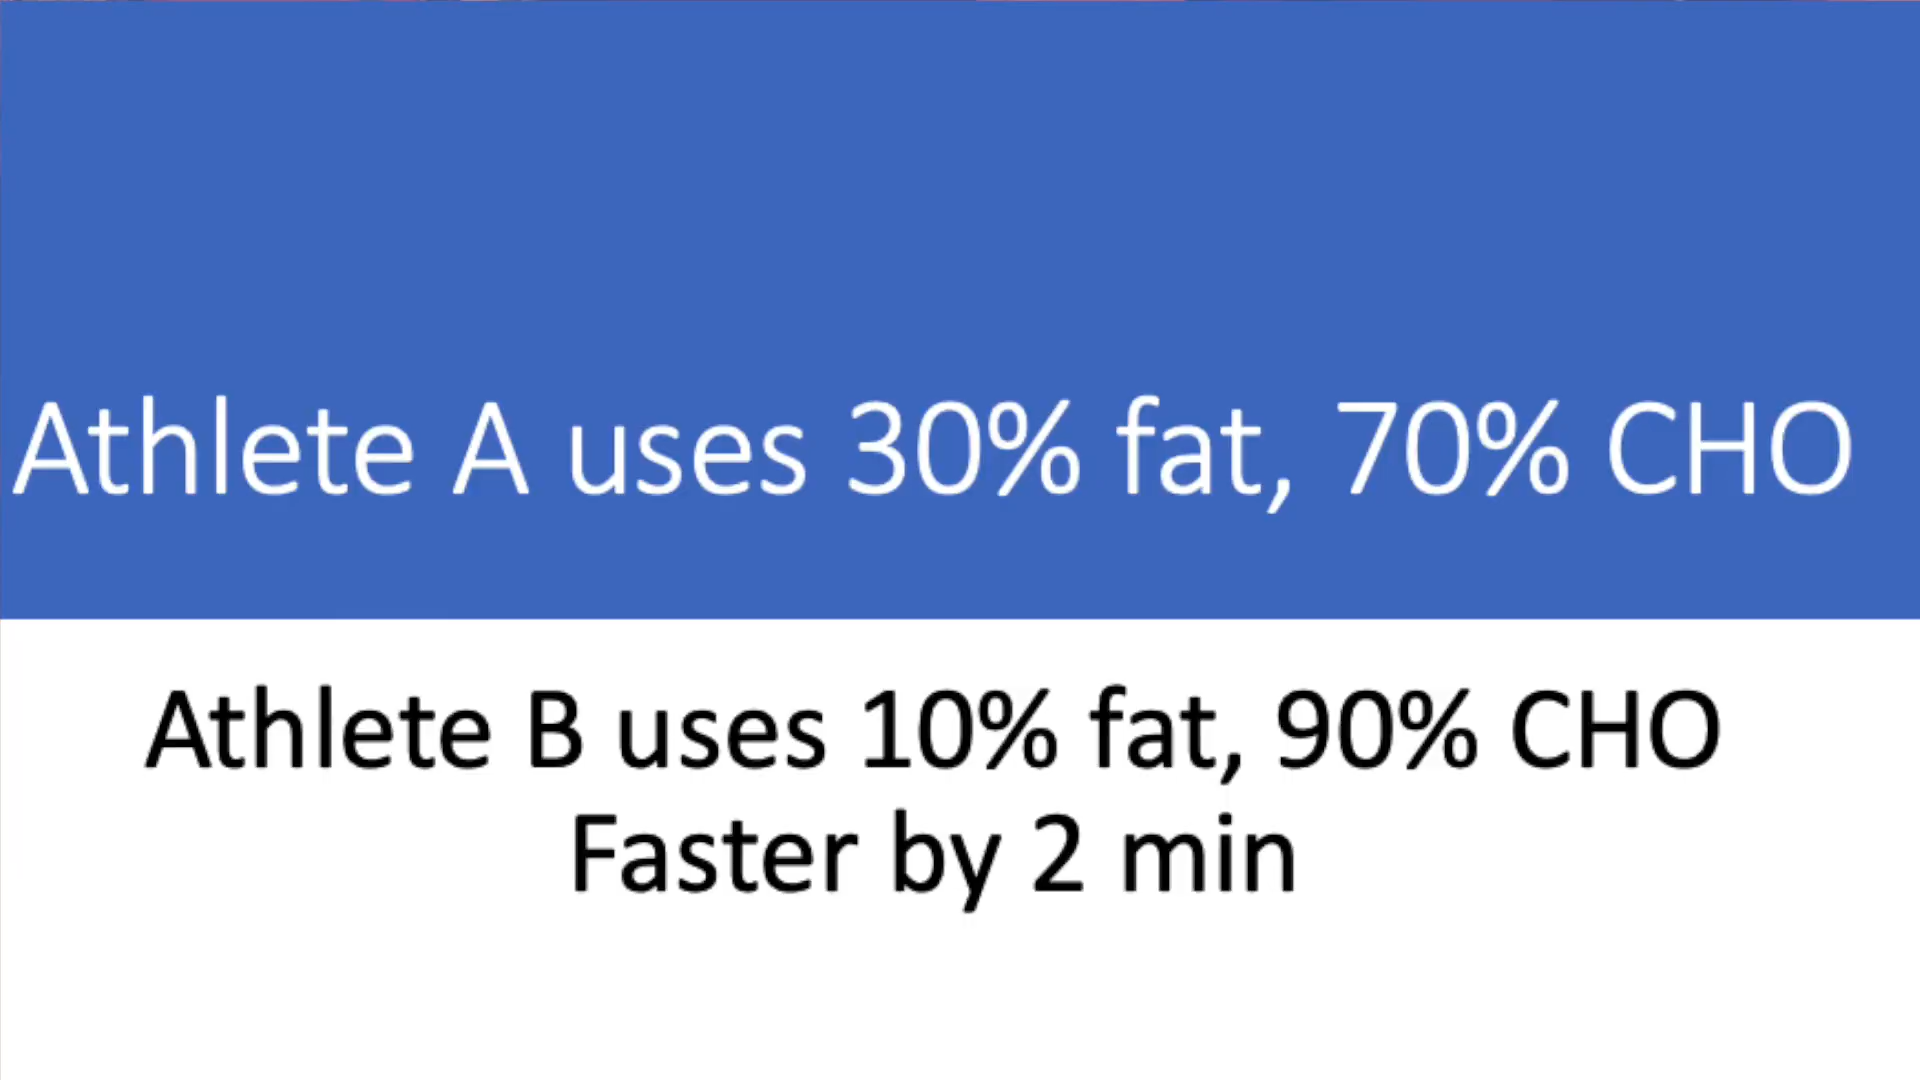 Athlete A uses 30% fat, 70% CHO
Athlete B uses 10% fat, 90% CHO
Faster by 2 min